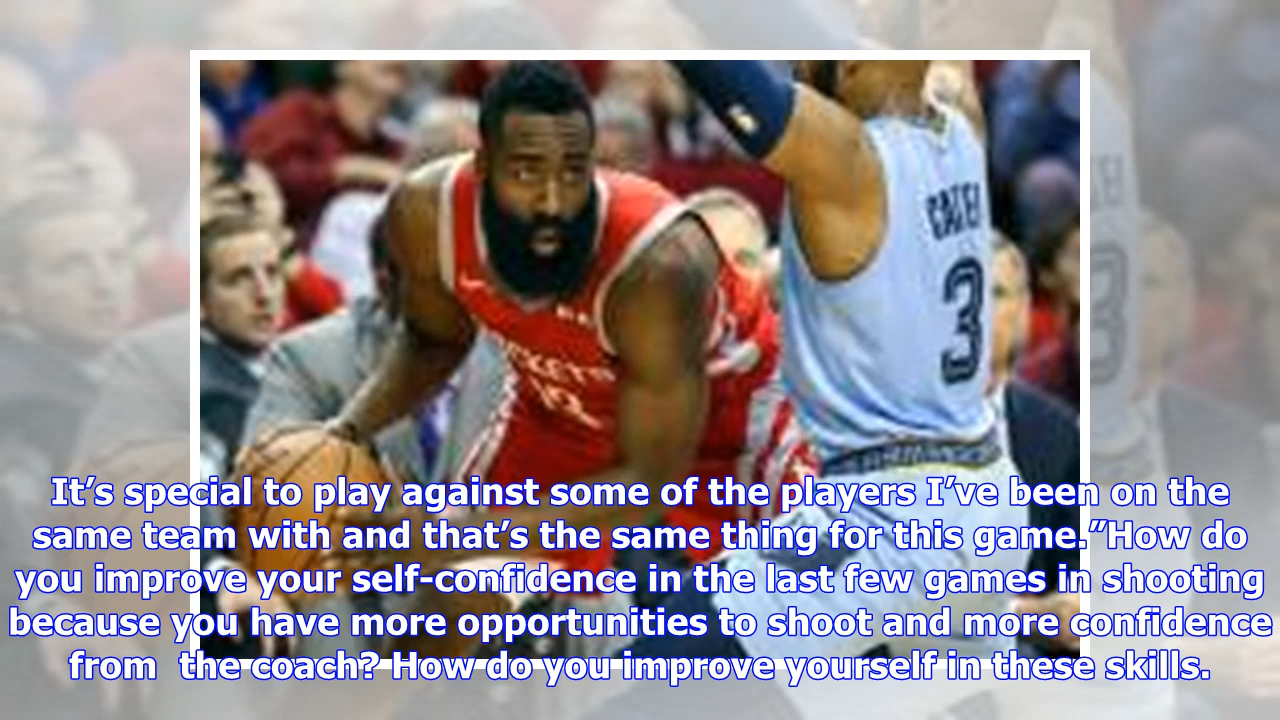 CARTER
3
It’s special to play against some of the players I’ve been on the
same team with and that’s the same thing for this game.”How do
you improve your self-confidence in the last few games in shooting
because you have more opportunities to shoot and more confidence
from  the coach? How do you improve yourself in these skills.